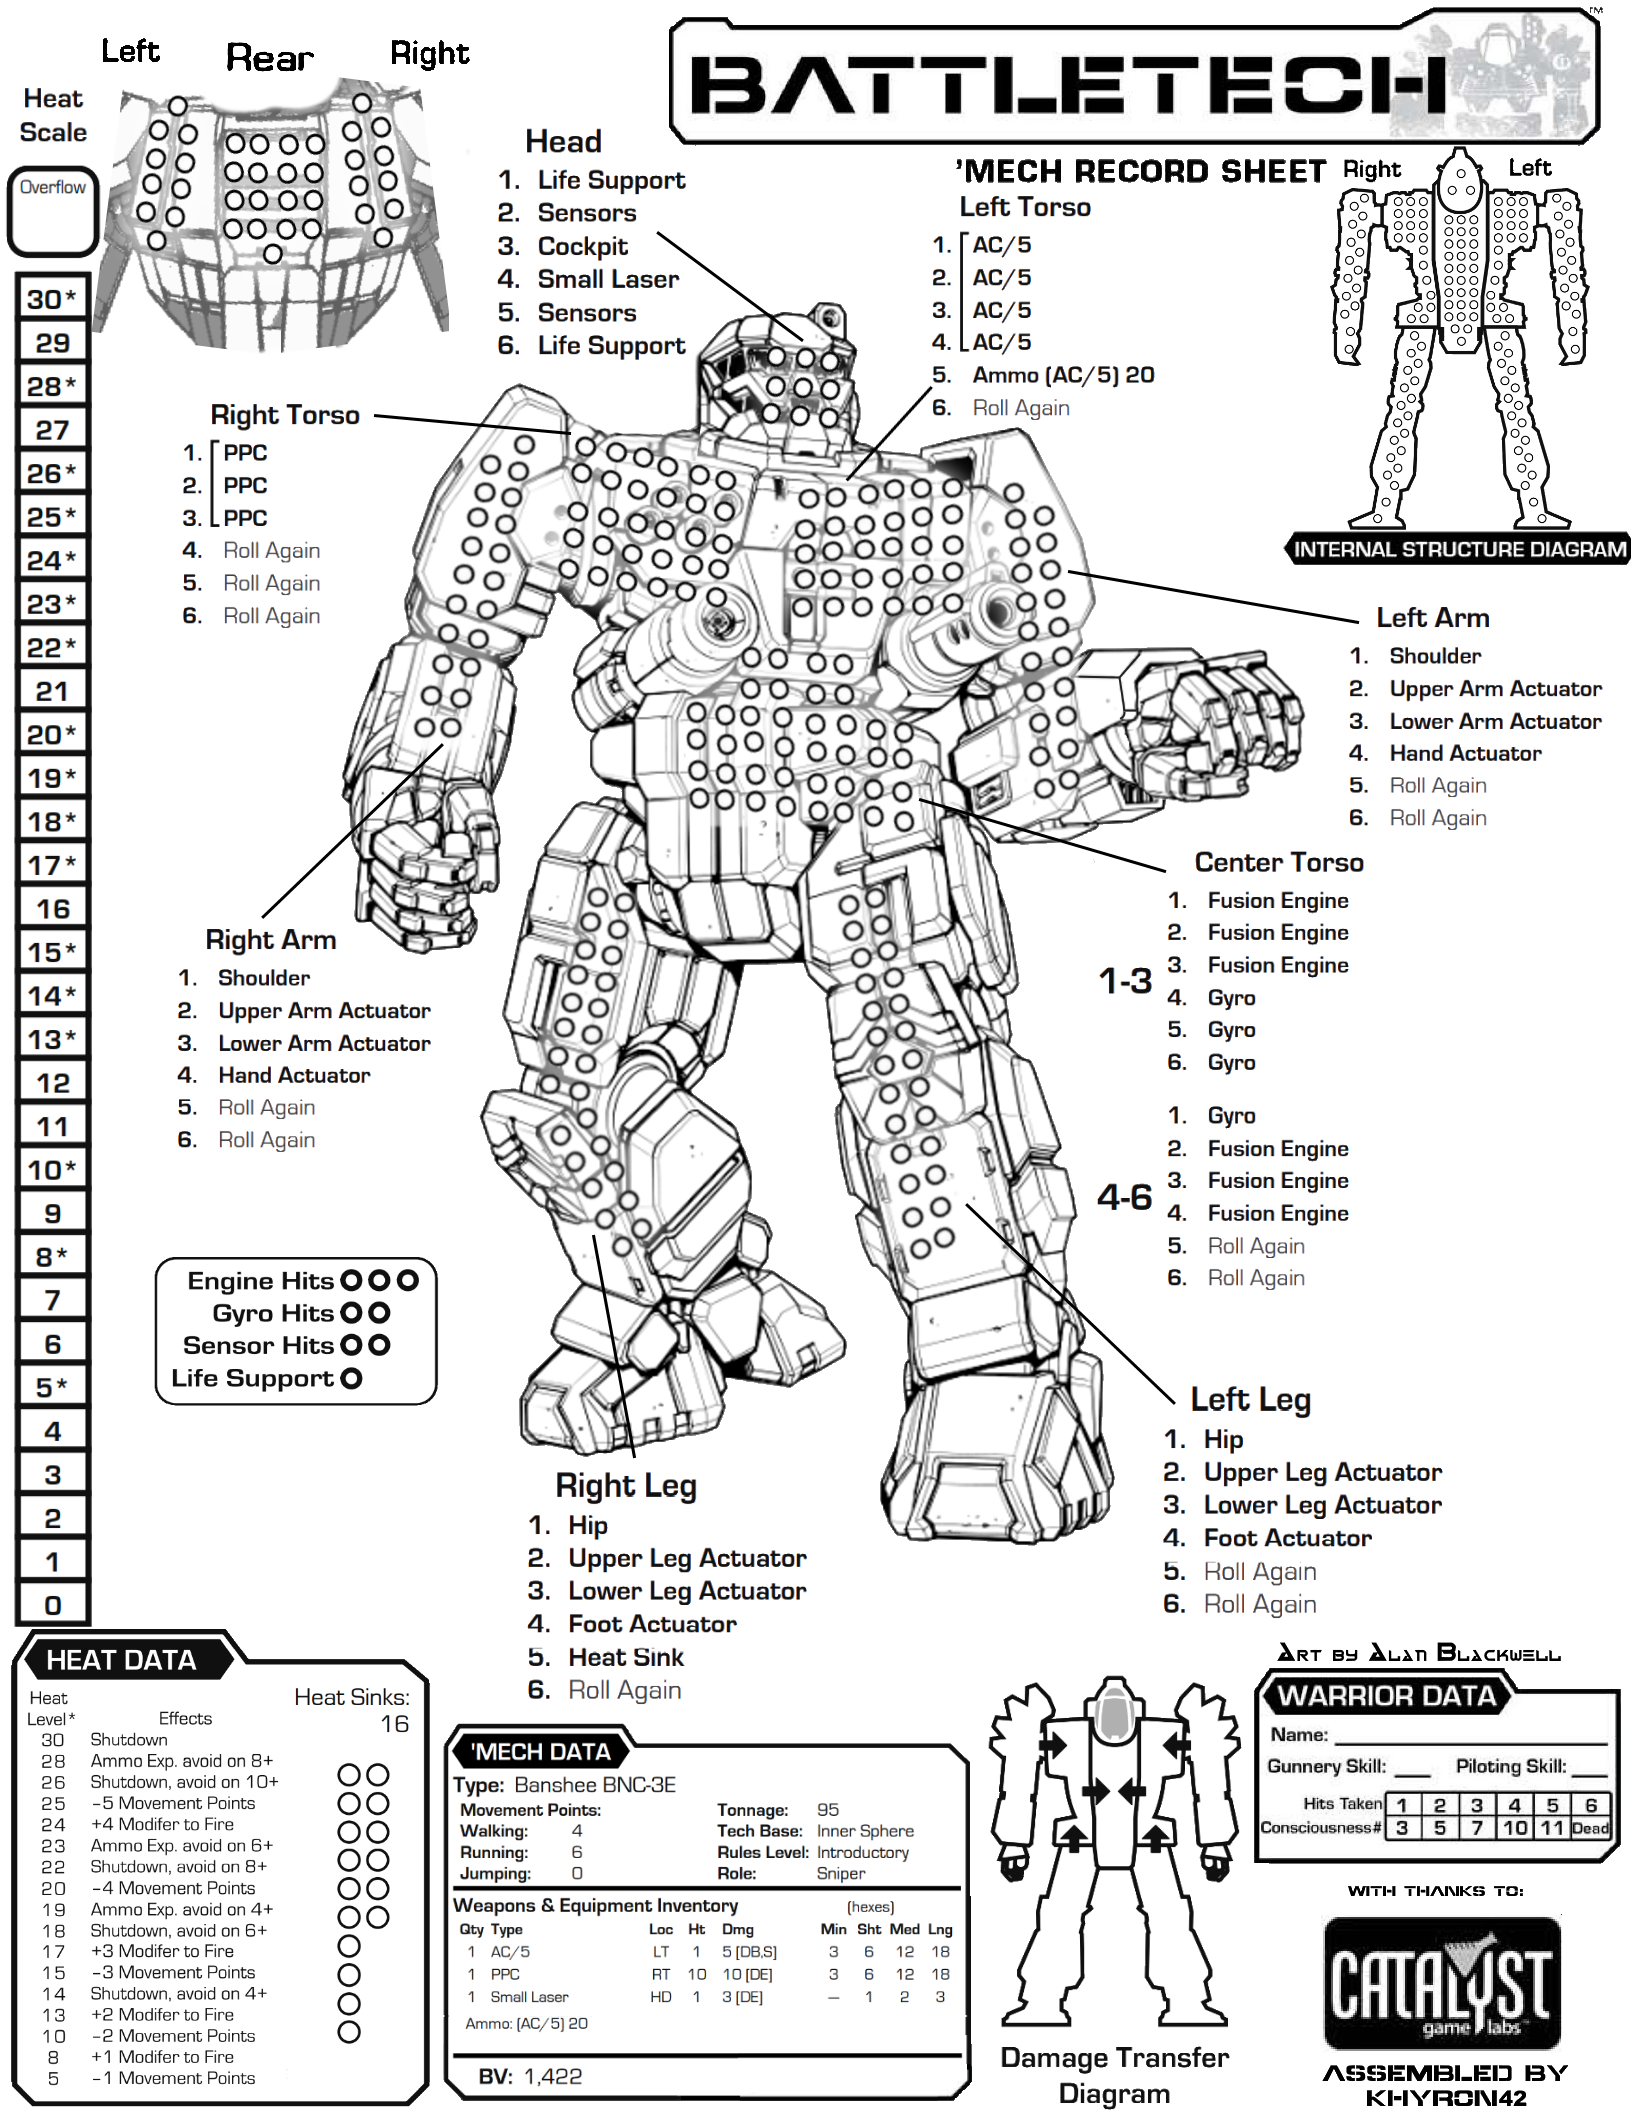 BATTLETECH
™
'MECH RECORD SHEET
Left Rear Right
Heat
Scale
Overflow
30*
29
28*
27
26*
25*
24*
23*
22*
21
20*
19*
18*
17*
16
15*
14*
13*
12
11
10*
9
8*
7
6
5*
4
3
2
1
0
Head
1. Life Support
2. Sensors
3. Cockpit
4. Small Laser
5. Sensors
6. Life Support
Left Torso
1. AC/5
2. AC/5
3. AC/5
4. AC/5
5. Ammo (AC/5) 20
6. Roll Again
Right Left
INTERNAL STRUCTURE DIAGRAM
Right Torso
1. PPC
2. PPC
3. PPC
4. Roll Again
5. Roll Again
6. Roll Again
Left Arm
1. Shoulder
2. Upper Arm Actuator
3. Lower Arm Actuator
4. Hand Actuator
5. Roll Again
6. Roll Again
Center Torso
1-3
1. Fusion Engine
2. Fusion Engine
3. Fusion Engine
4. Gyro
5. Gyro
6. Gyro
4-6
1. Gyro
2. Fusion Engine
3. Fusion Engine
4. Fusion Engine
5. Roll Again
6. Roll Again
Right Arm
1. Shoulder
2. Upper Arm Actuator
3. Lower Arm Actuator
4. Hand Actuator
5. Roll Again
6. Roll Again
Engine Hits
Gyro Hits
Sensor Hits
Life Support
Right Leg
1. Hip
2. Upper Leg Actuator
3. Lower Leg Actuator
4. Foot Actuator
5. Heat Sink
6. Roll Again
Left Leg
1. Hip
2. Upper Leg Actuator
3. Lower Leg Actuator
4. Foot Actuator
5. Roll Again
6. Roll Again
HEAT DATA
Heat Level* Effects
Heat Sinks:
16
30 Shutdown
28 Ammo Exp. avoid on 8+
26 Shutdown, avoid on 10+
25 -5 Movement Points
24 +4 Modifer to Fire
23 Ammo Exp. avoid on 6+
22 Shutdown, avoid on 8+
20 -4 Movement Points
19 Ammo Exp. avoid on 4+
18 Shutdown, avoid on 6+
17 +3 Modifer to Fire
15 -3 Movement Points
14 Shutdown, avoid on 4+
13 +2 Modifer to Fire
10 -2 Movement Points
8 +1 Modifer to Fire
5 -1 Movement Points
'MECH DATA
Type: Banshee BNC-3E
Movement Points:
Walking: 4
Running: 6
Jumping: 0
Tonnage: 95
Tech Base: Inner Sphere
Rules Level: Introductory
Role: Sniper
Weapons & Equipment Inventory (hexes)
Qty Type Loc Ht Dmg Min Sht Med Lng
1 AC/5 LT 1 5 [DB,S] 3 6 12 18
1 PPC RT 10 10 [DE] 3 6 12 18
1 Small Laser HD 1 3 [DE] — 1 2 3
Ammo: (AC/5) 20
BV: 1,422
Damage Transfer
Diagram
Art by Alan Blackwell
WARRIOR DATA
Name:
Gunnery Skill: Piloting Skill:
Hits Taken 1 2 3 4 5 6
Consciousness# 3 5 7 10 11 Dead
WITH THANKS TO:
CATALYST
game labs™
ASSEMBLED BY
KHYRON42